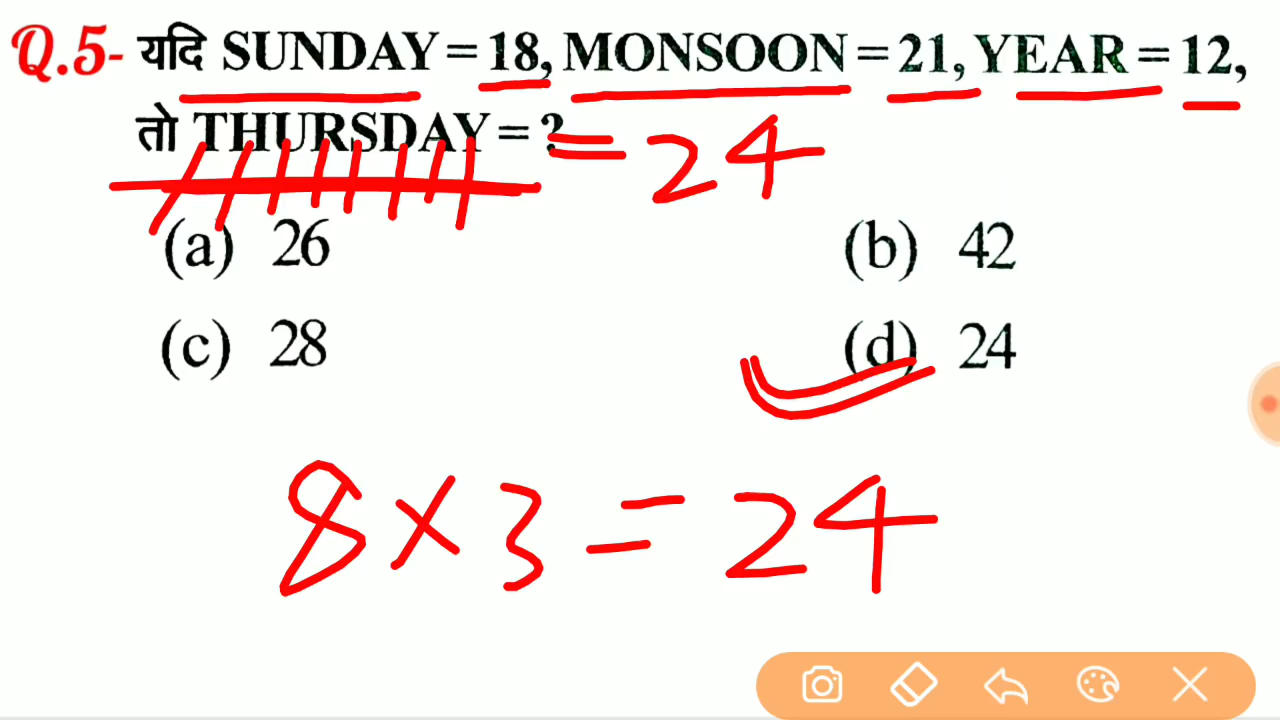 Q.5- यदि SUNDAY = 18, MONSOON = 21, YEAR = 12,
तो THURSDAY = ? = 24
(a) 26 (b) 42
(c) 28 (d) 24
8 × 3 = 24